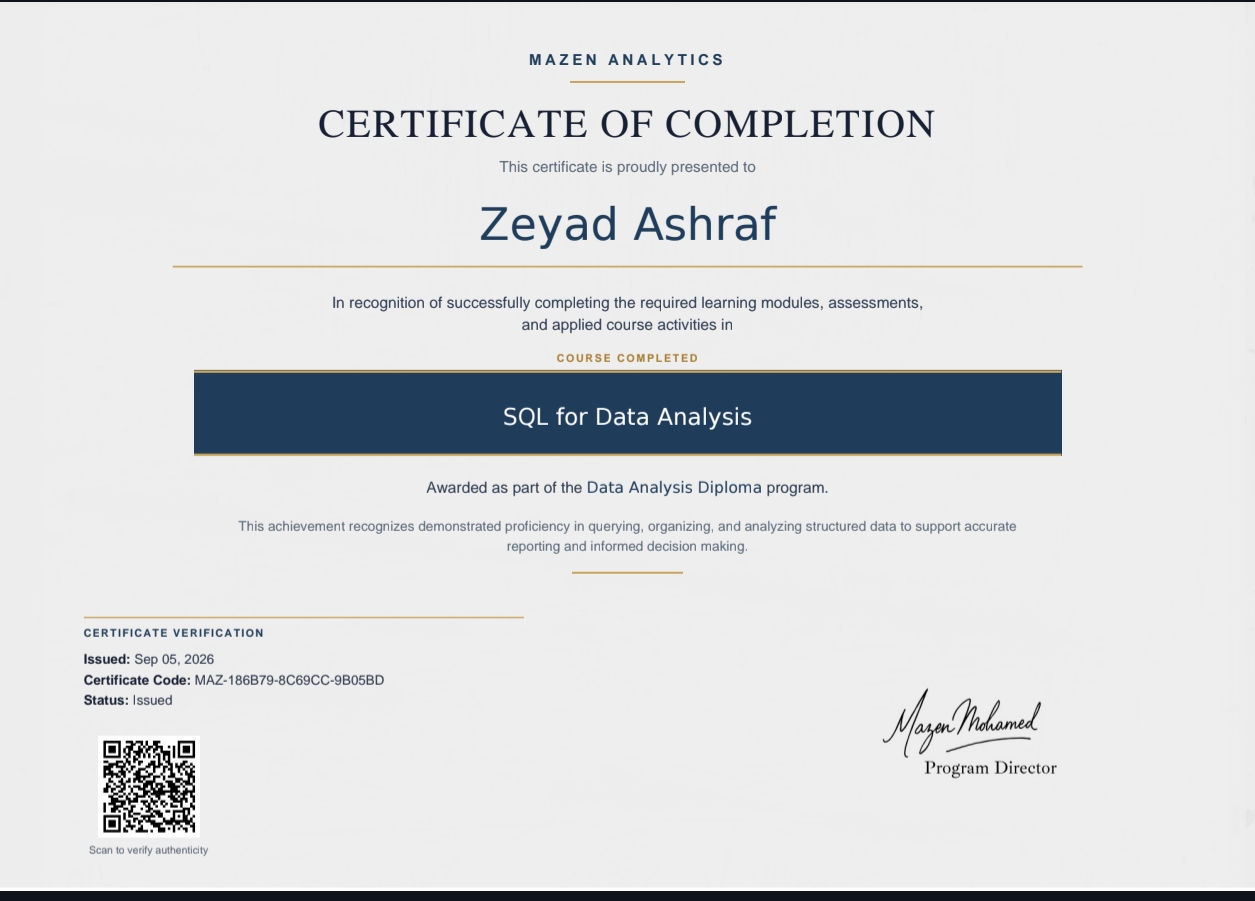 MAZEN ANALYTICS
CERTIFICATE OF COMPLETION
This certificate is proudly presented to
Zeyad Ashraf
In recognition of successfully completing the required learning modules, assessments,
and applied course activities in
COURSE COMPLETED
SQL for Data Analysis
Awarded as part of the Data Analysis Diploma program.
This achievement recognizes demonstrated proficiency in querying, organizing, and analyzing structured data to support accurate
reporting and informed decision making.
CERTIFICATE VERIFICATION
Issued: Sep 05, 2026
Certificate Code: MAZ-186B79-8C69CC-9B05BD
Status: Issued
Mazen Mohamed
Program Director
Scan to verify authenticity